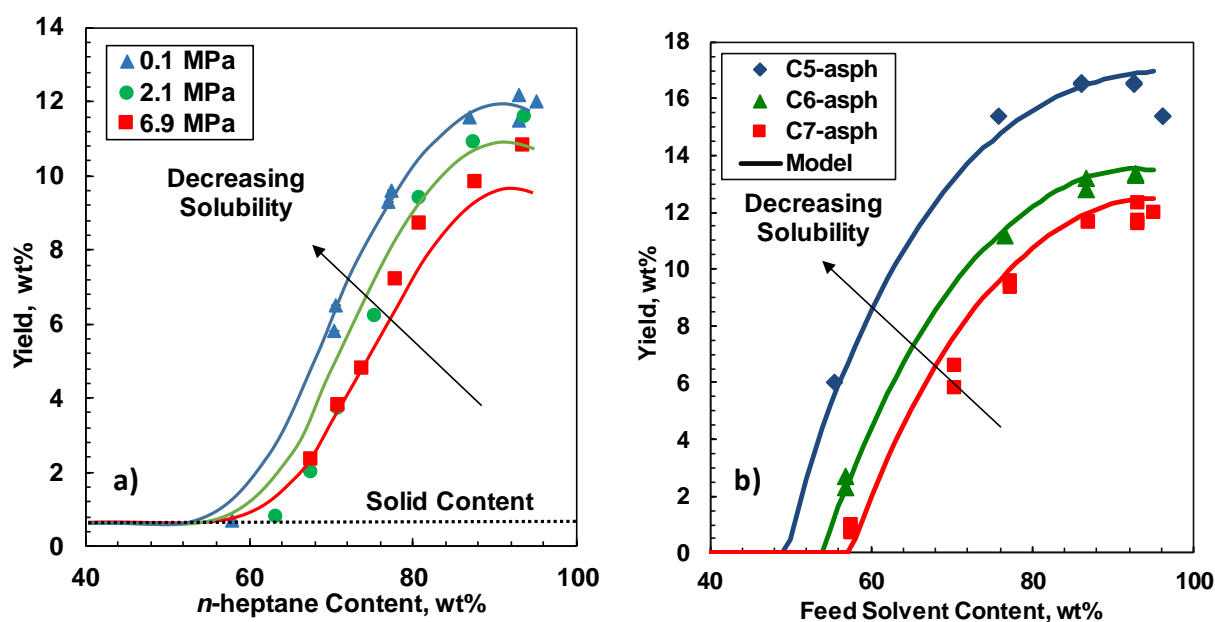 14
12
10
8
6
4
2
0
Yield, wt%
0.1 MPa
2.1 MPa
6.9 MPa
Decreasing
Solubility
a)
Solid Content
40
60
80
100
n-heptane Content, wt%
18
16
14
12
10
8
6
4
2
0
Yield, wt%
C5-asph
C6-asph
C7-asph
Model
Decreasing
Solubility
b)
40
60
80
100
Feed Solvent Content, wt%